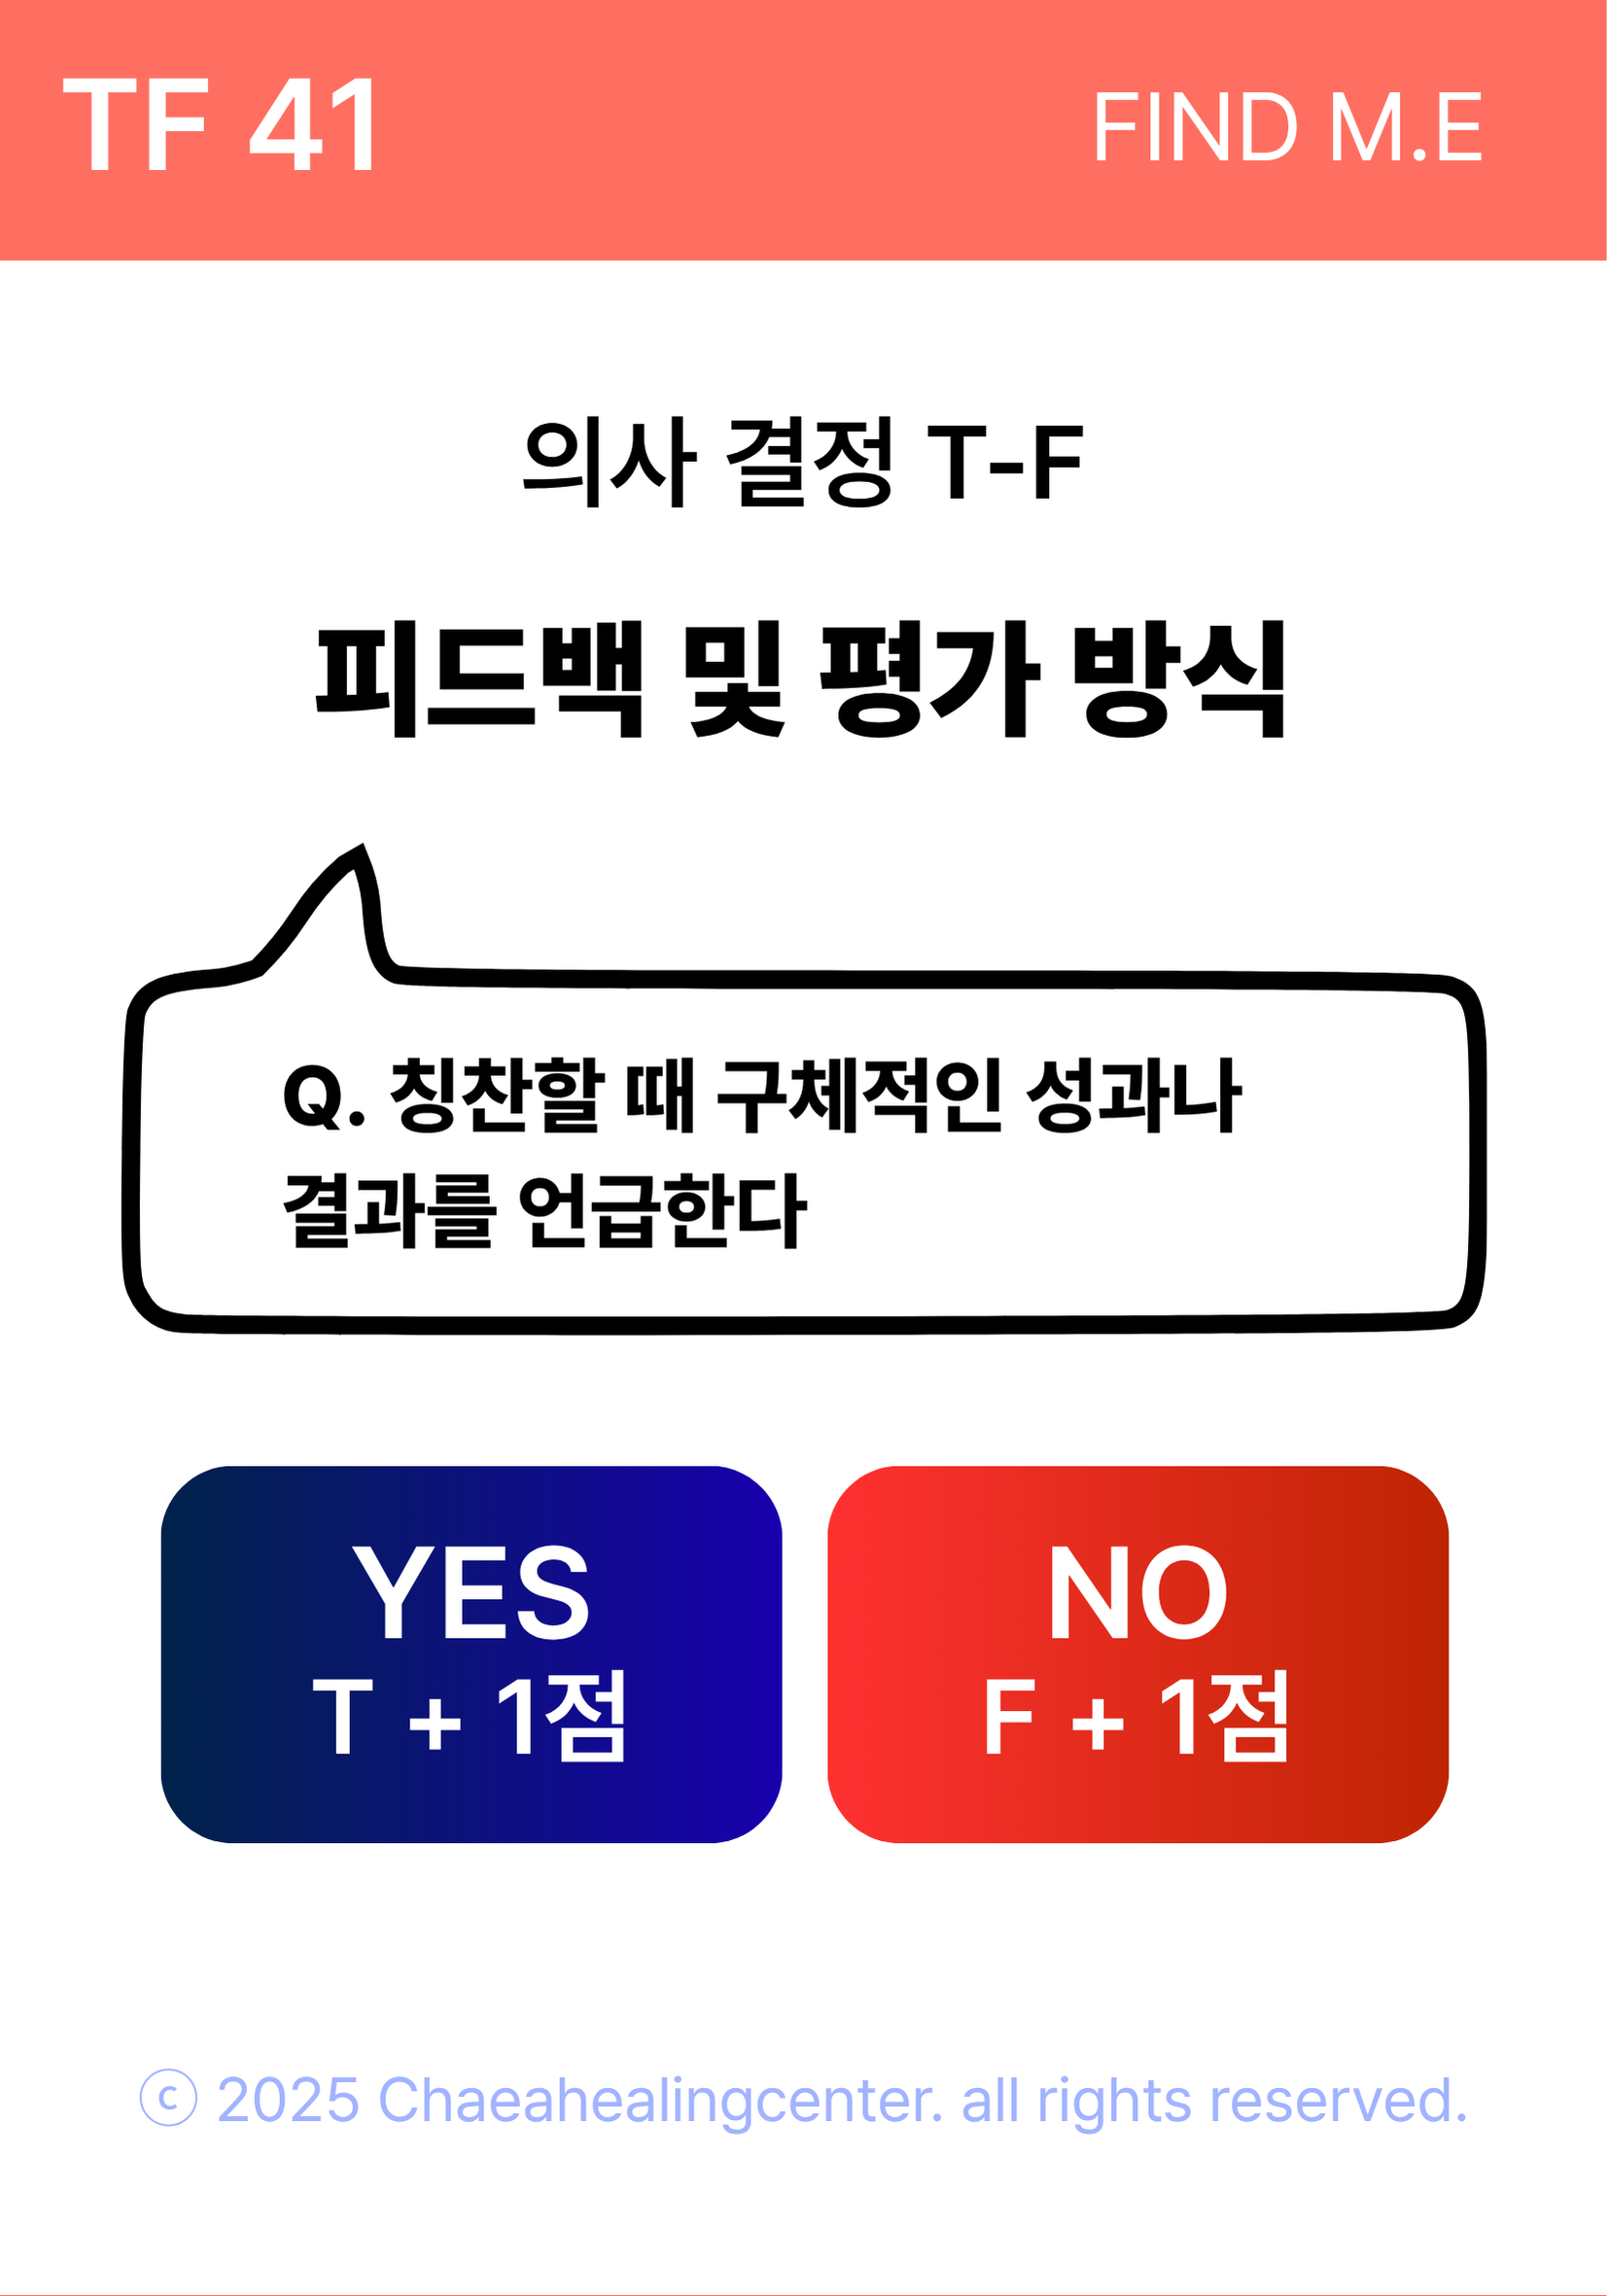 TF 41
FIND M.E
의사 결정 T-F
피드백 및 평가 방식
Q. 칭찬할 때 구체적인 성과나
결과를 언급한다
YES
T + 1점
NO
F + 1점
© 2025 Chaeahealingcenter. all rights reserved.